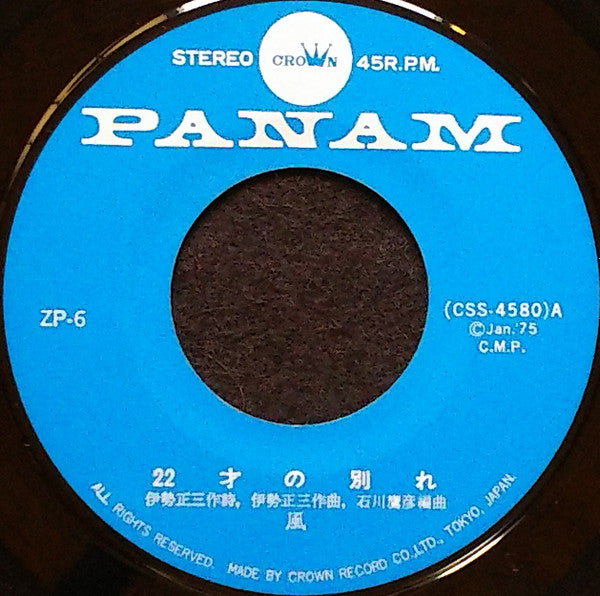 STEREO CROWN 45R.P.M.
PANAM
ZP-6
(CSS-4580)A
©Jan.'75
C.M.P.
22才の別れ
伊勢正三作詩, 伊勢正三作曲, 石川鷹彦編曲
風
ALL RIGHTS RESERVED. MADE BY CROWN RECORD CO.,LTD., TOKYO, JAPAN.